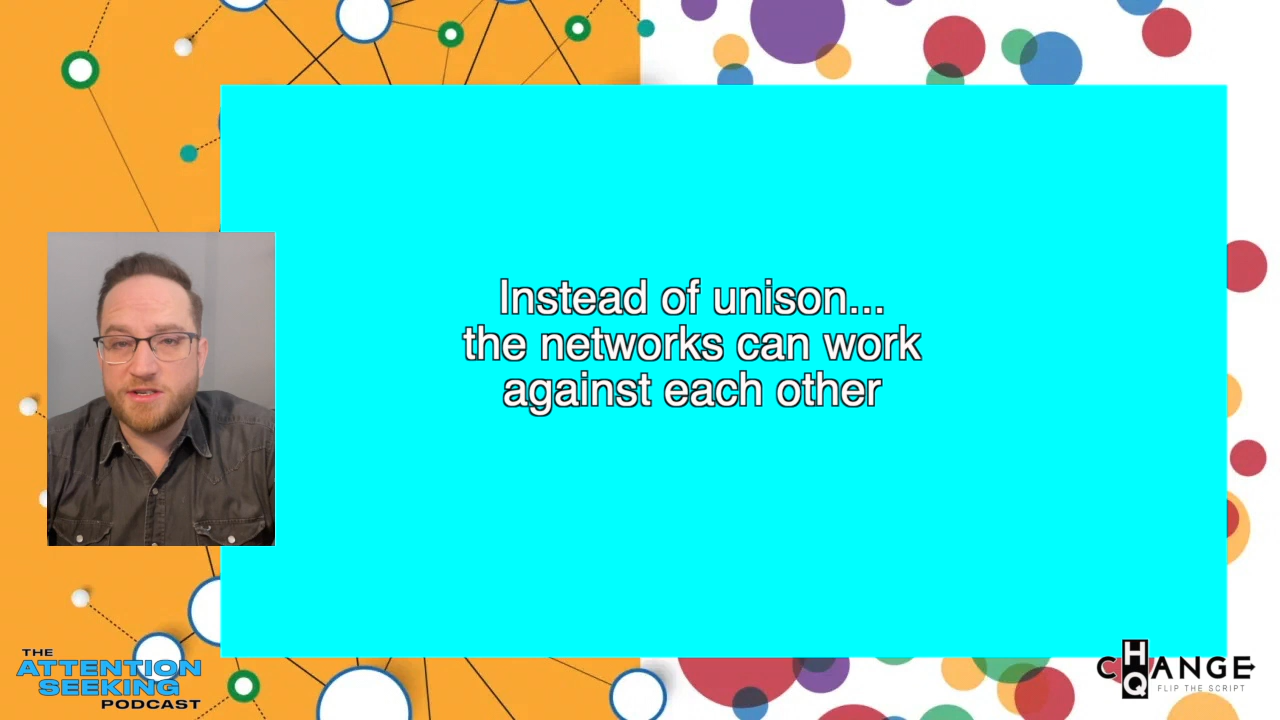 Instead of unison...
the networks can work
against each other
THE
ATTENTION
SEEKING
PODCAST
CHANGE
HQ
FLIP THE SCRIPT